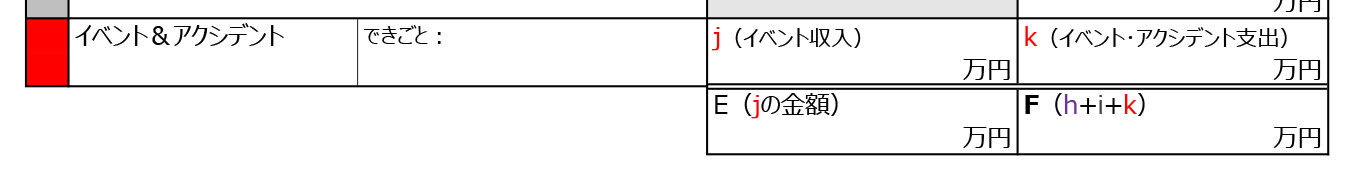 万円
イベント＆アクシデント
できごと：
j（イベント収入）
万円
k（イベント・アクシデント支出）
万円
E（jの金額）
万円
F（h+i+k）
万円